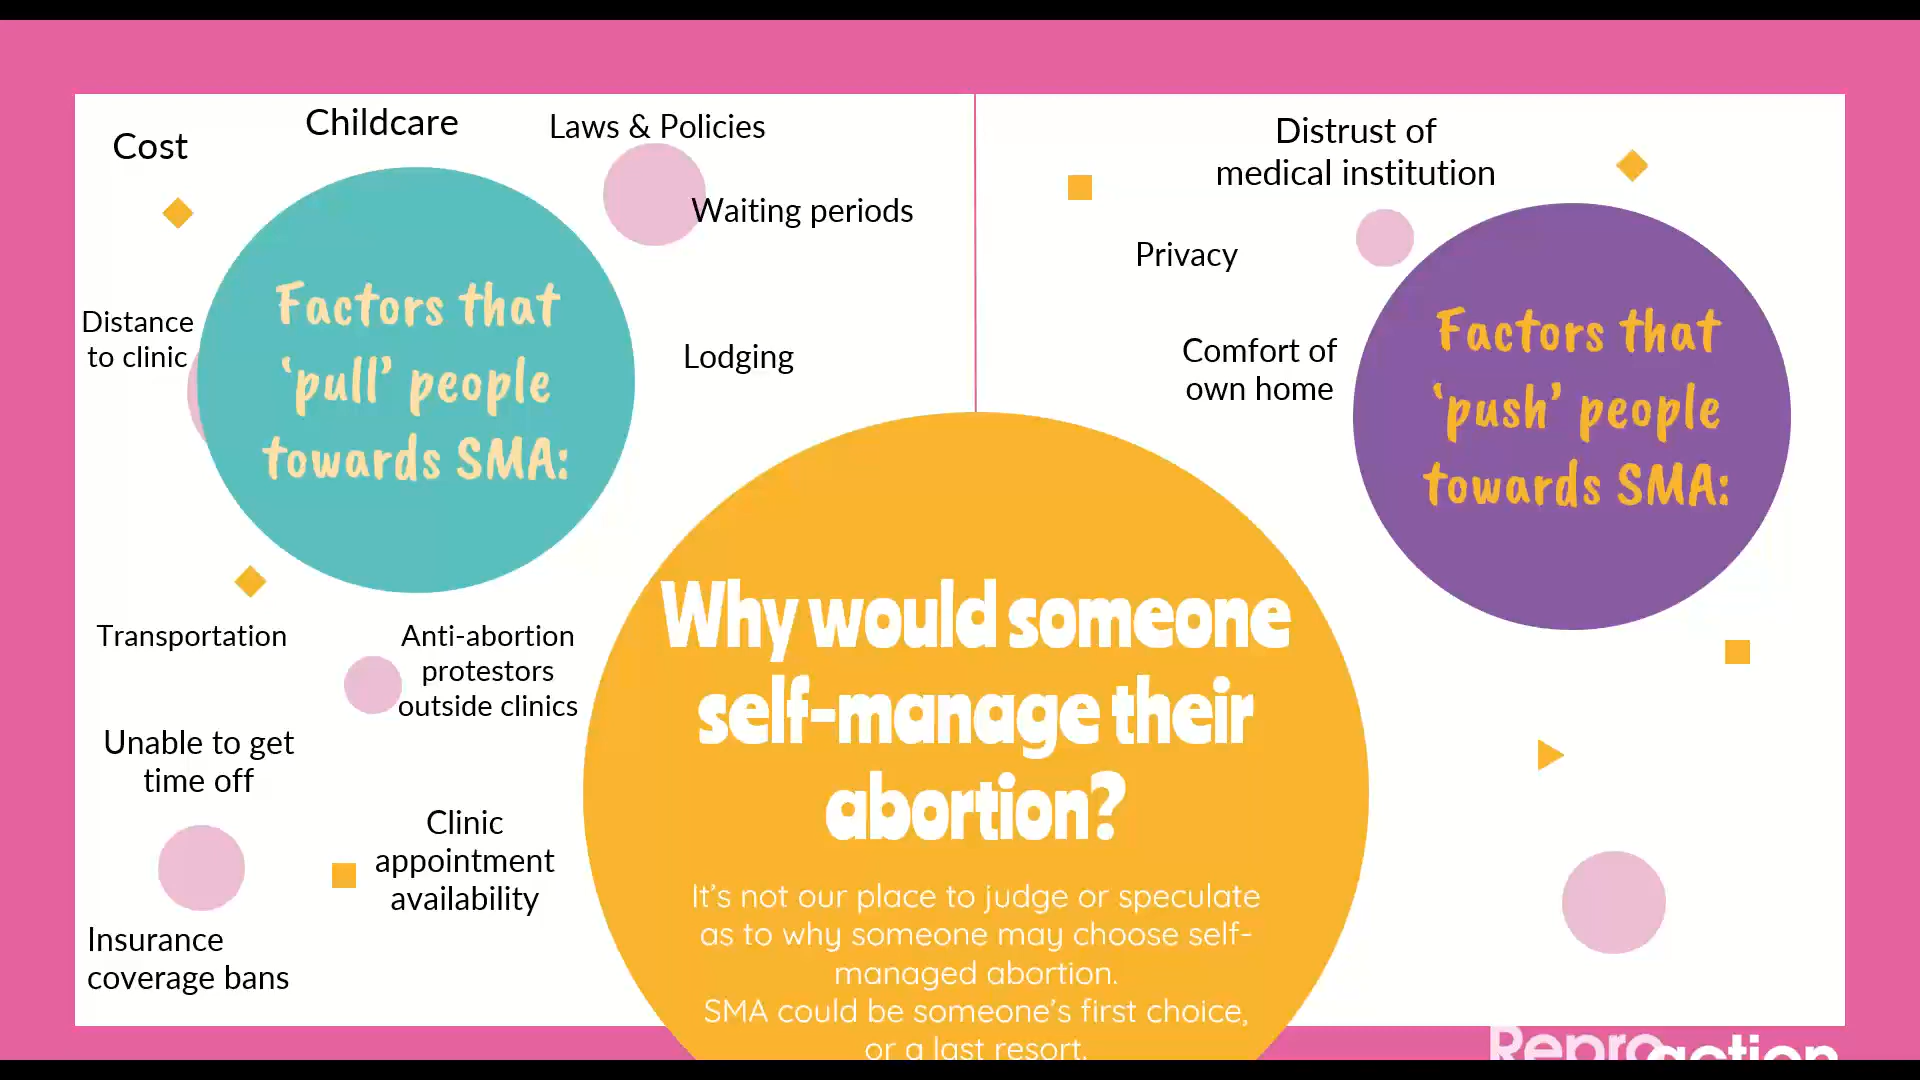 Cost
Childcare
Laws & Policies
Waiting periods
Distance
to clinic
Factors that
‘pull’ people
towards SMA:
Lodging
Transportation
Anti-abortion
protestors
outside clinics
Unable to get
time off
Clinic
appointment
availability
Insurance
coverage bans
Distrust of
medical institution
Privacy
Comfort of
own home
Factors that
‘push’ people
towards SMA:
Why would someone
self-manage their
abortion?
It’s not our place to judge or speculate
as to why someone may choose self-
managed abortion.
SMA could be someone’s first choice,
or a last resort.
Reproaction